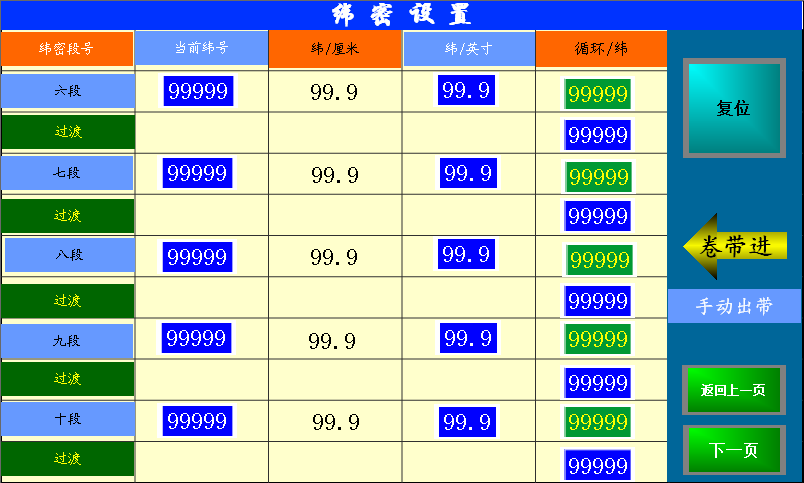 纬密设置
纬密段号 当前纬号 纬/厘米 纬/英寸 循环/纬
六段 99999 99.9 99.9 99999
过渡 99999
七段 99999 99.9 99.9 99999
过渡 99999
八段 99999 99.9 99.9 99999
过渡 99999
九段 99999 99.9 99.9 99999
过渡 99999
十段 99999 99.9 99.9 99999
过渡 99999
复位
卷带进
手动出带
返回上一页
下一页